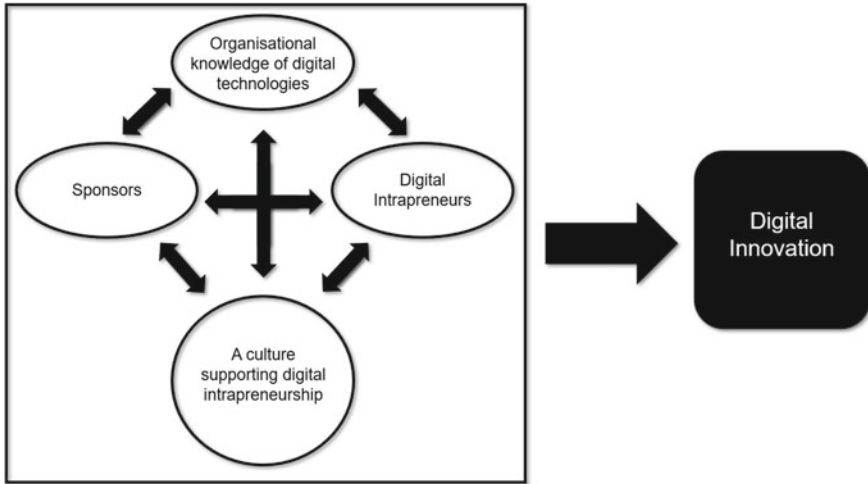 Organisational
knowledge of digital
technologies
Sponsors
Digital
Intrapreneurs
A culture
supporting digital
intrapreneurship
Digital
Innovation